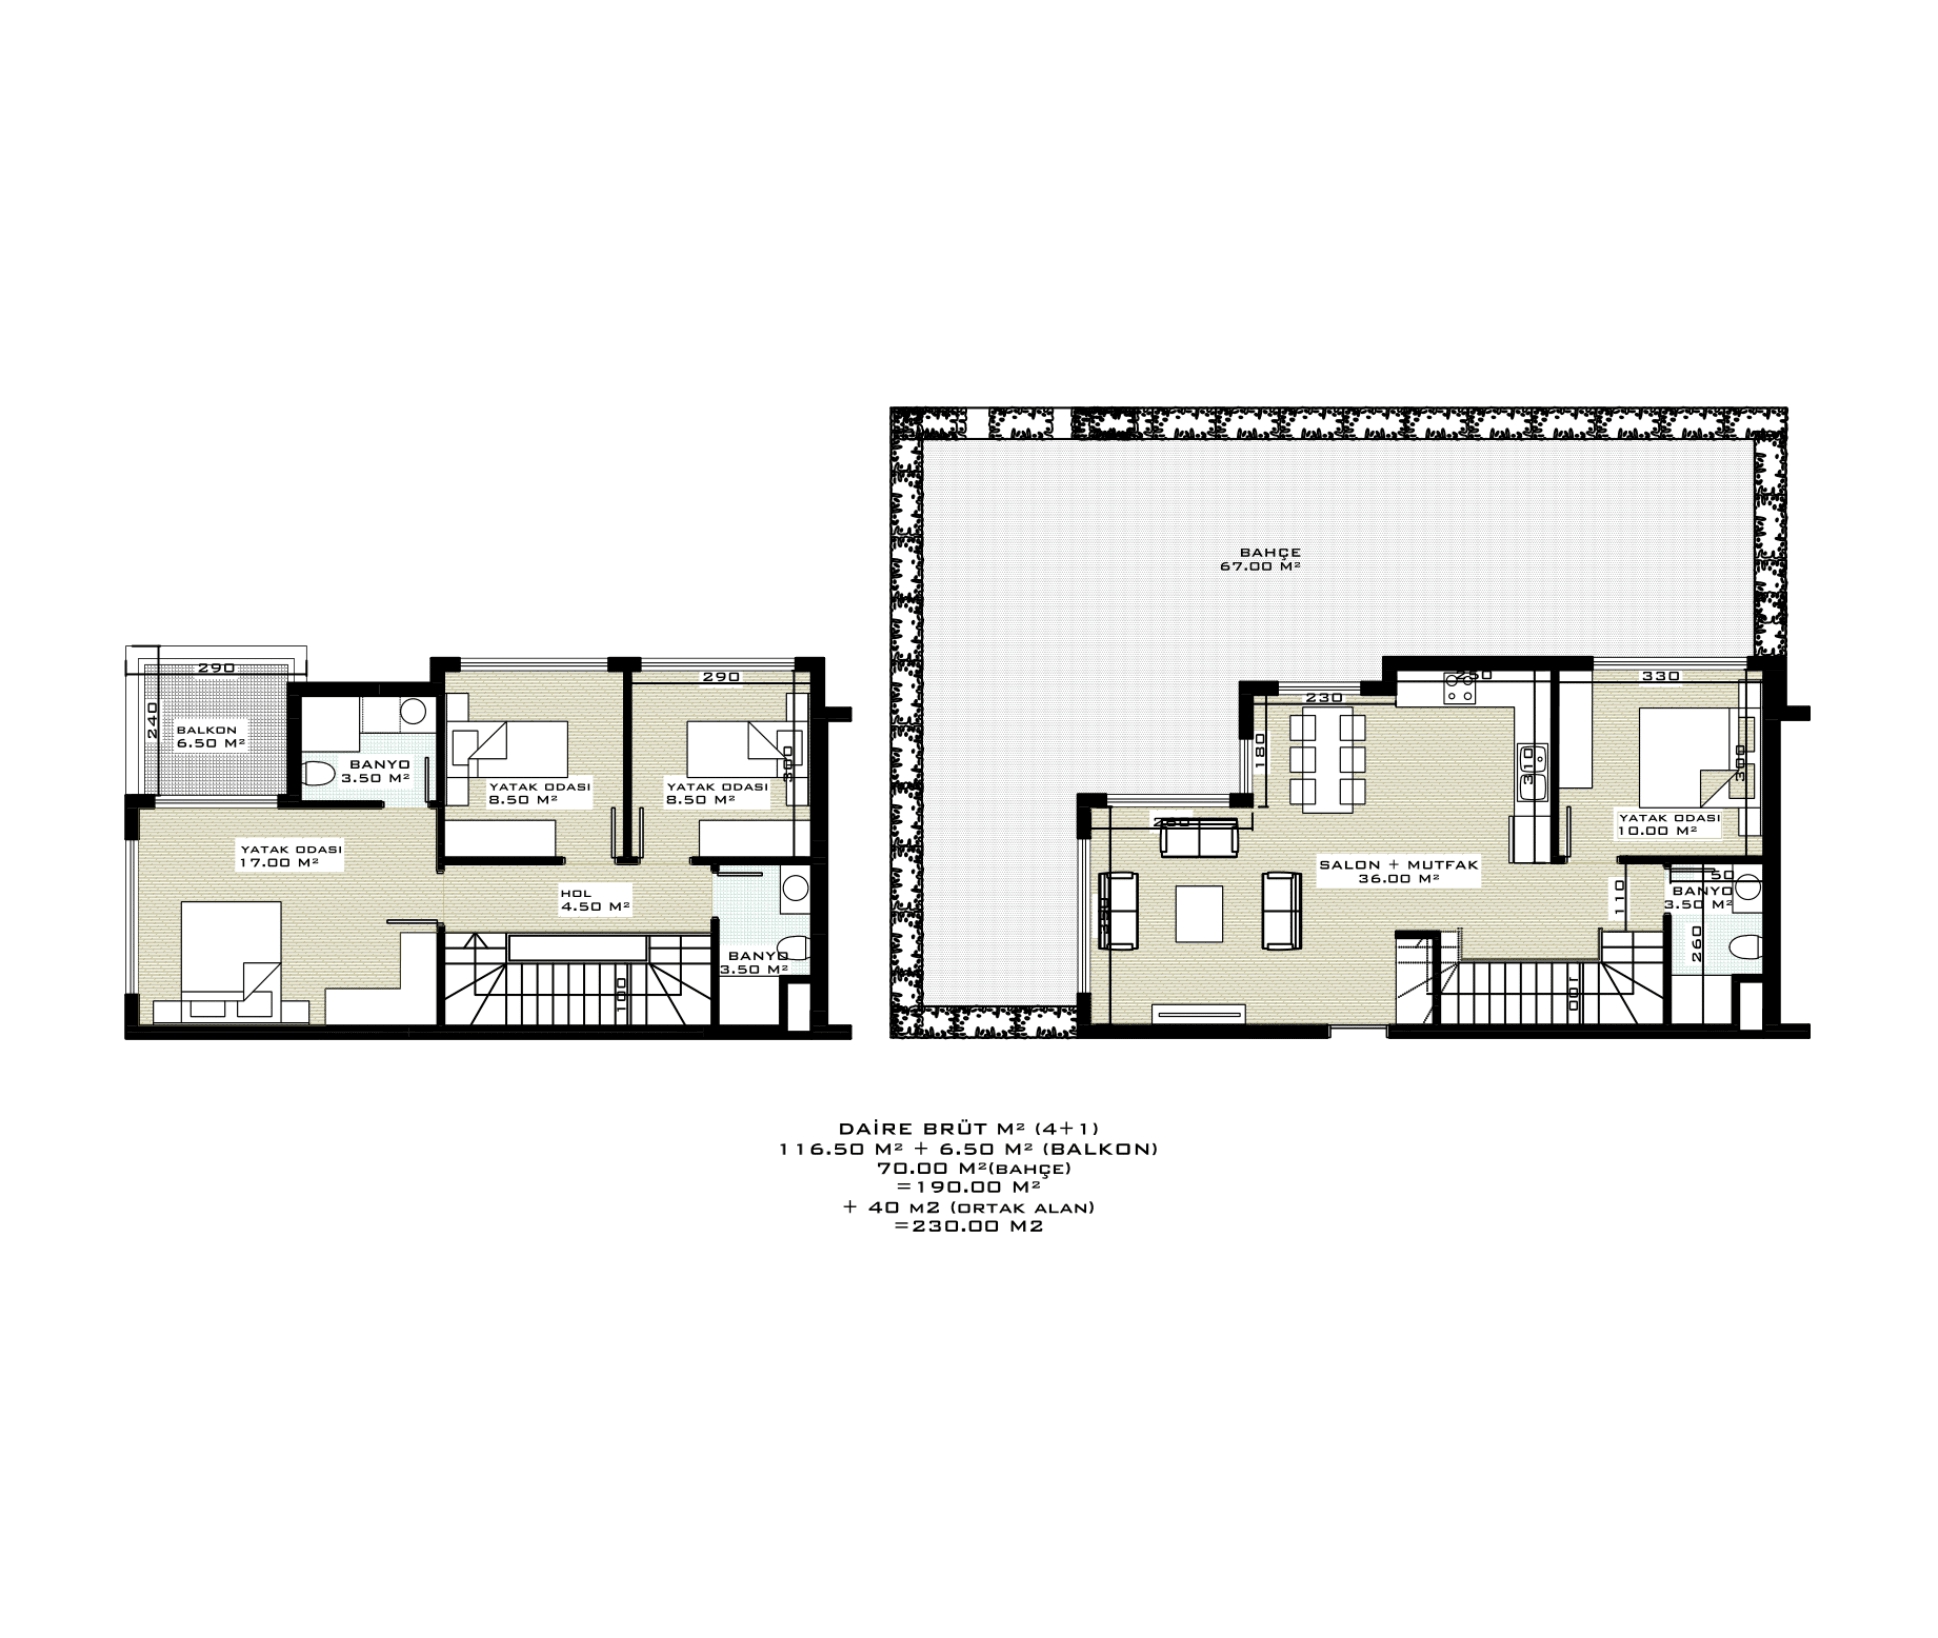 BAHÇE
67.00 M²
290
240
BALKON
6.50 M²
BANYO
3.50 M²
YATAK ODASI
8.50 M²
290
300
YATAK ODASI
8.50 M²
YATAK ODASI
17.00 M²
HOL
4.50 M²
BANYO
3.50 M²
100
230
250
180
310
330
300
YATAK ODASI
10.00 M²
260
350
SALON + MUTFAK
36.00 M²
110
50
BANYO
3.50 M²
260
100
DAİRE BRÜT M² (4+1)
116.50 M² + 6.50 M² (BALKON)
70.00 M²(BAHÇE)
=190.00 M²
+ 40 M2 (ORTAK ALAN)
=230.00 M2